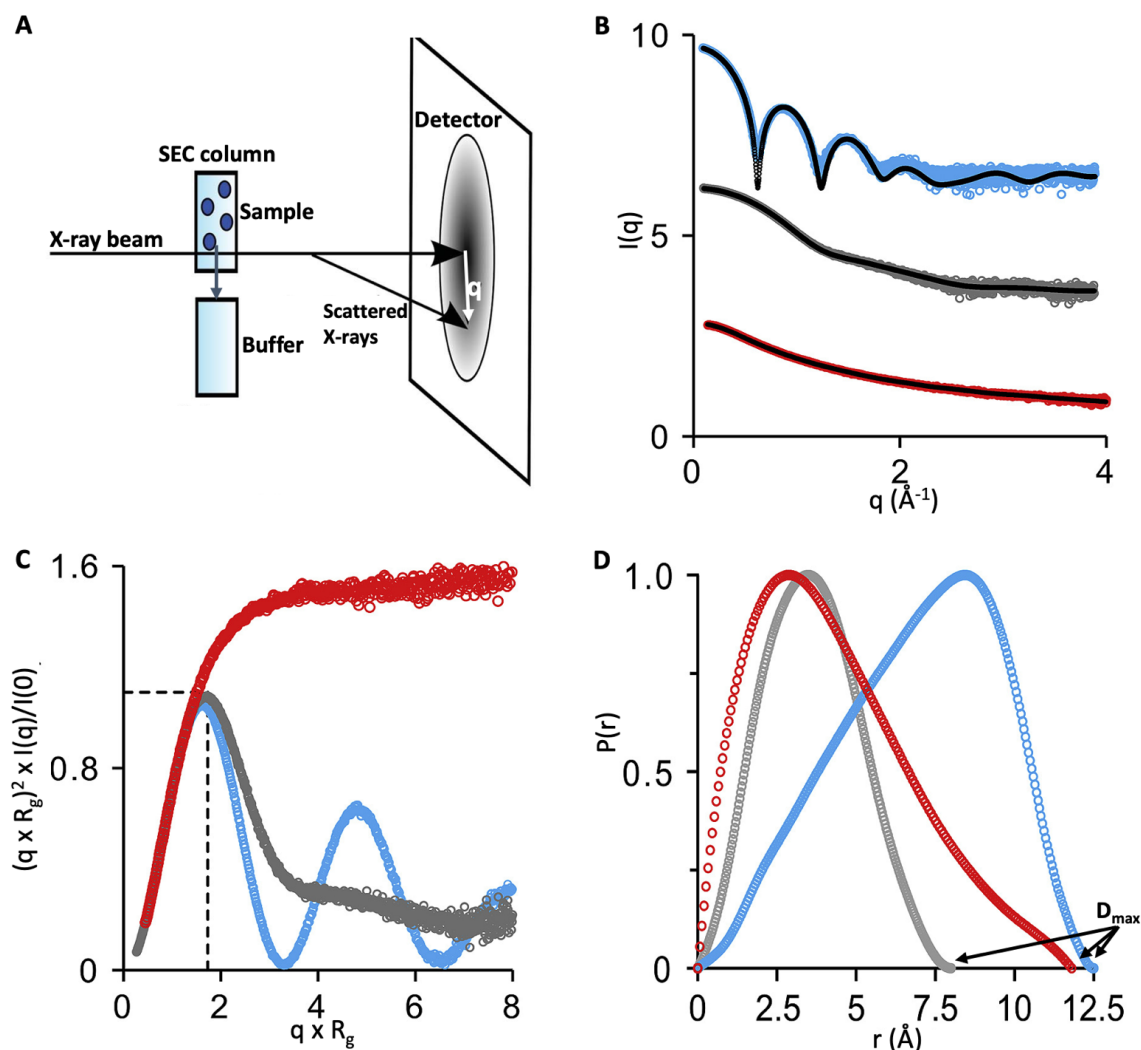 A
Detector
SEC column
Sample
X-ray beam
q
Scattered
X-rays
Buffer
B
10
5
0
I(q)
0 2 4
q (Å⁻¹)
C
1.6
0.8
0
(q x Rg)² x I(q)/I(0)
0 2 4 6 8
q x Rg
D
1.0
0.5
0
P(r)
Dmax
0 2.5 5 7.5 10 12.5
r (Å)